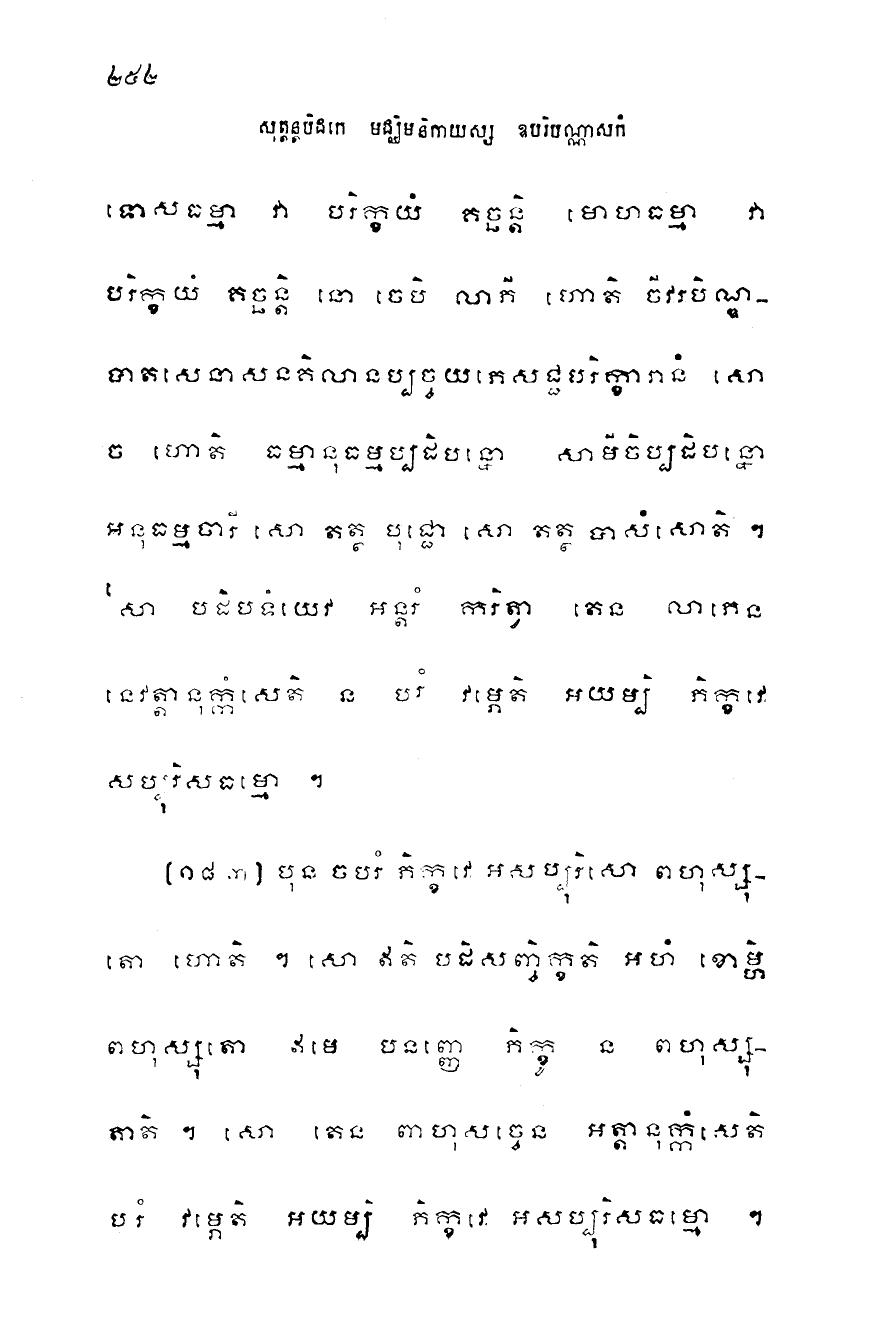 ២៥២
សុត្តន្តបិដកេ មជ្ឈិមនិកាយស្ស ឧបរិបណ្ណាសកំ
ទោសធម្មា វា បរិក្ខយំ គច្ឆន្តិ មោហធម្មា វា
បរិក្ខយំ គច្ឆន្តិ នោ ចេបិ លាភី ហោតិ ចីវរបិណ្ឌ-
បាតសេនាសនគិលានប្បច្ចយភេសជ្ជបរិក្ខារានំ សោ
ច ហោតិ ធម្មានុធម្មប្បដិបន្នោ សាមីចិប្បដិបន្នោ
អនុធម្មចារី សោ តត្ថ បុជ្ជោ សោ តត្ថ បាសំសោតិ ។
សោ បដិបទំយេវ អន្តរំ ករិត្វា តេន លាភេន
នេវត្តានុក្កំសេតិ ន បរំ វម្ភេតិ អយម្បិ ភិក្ខវេ
សប្បុរិសធម្មោ ។
(១៨៣) បុន ចបរំ ភិក្ខវេ អសប្បុរិសោ ពហុស្សុ-
តោ ហោតិ ។ សោ ឥតិ បដិសញ្ចិក្ខតិ អហំ ខោម្ហិ
ពហុស្សុតោ ឥមេ បនញ្ញេ ភិក្ខូ ន ពហុស្សុ-
តាតិ ។ សោ តេន ពាហុសច្ចេន អត្តានុក្កំសេតិ
បរំ វម្ភេតិ អយម្បិ ភិក្ខវេ អសប្បុរិសធម្មោ ។